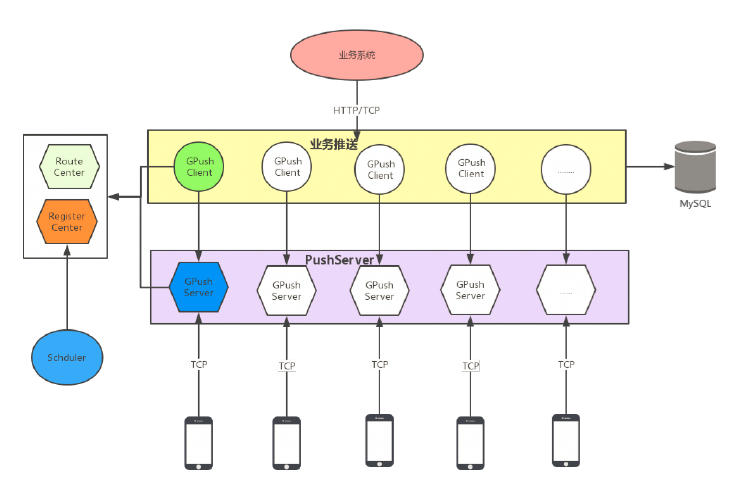 业务系统
HTTP/TCP
业务推送
Route
Center
Register
Center
GPush
Client
GPush
Client
GPush
Client
GPush
Client
........
MySQL
PushServer
GPush
Server
GPush
Server
GPush
Server
GPush
Server
......
Schduler
TCP
TCP
TCP
TCP
TCP